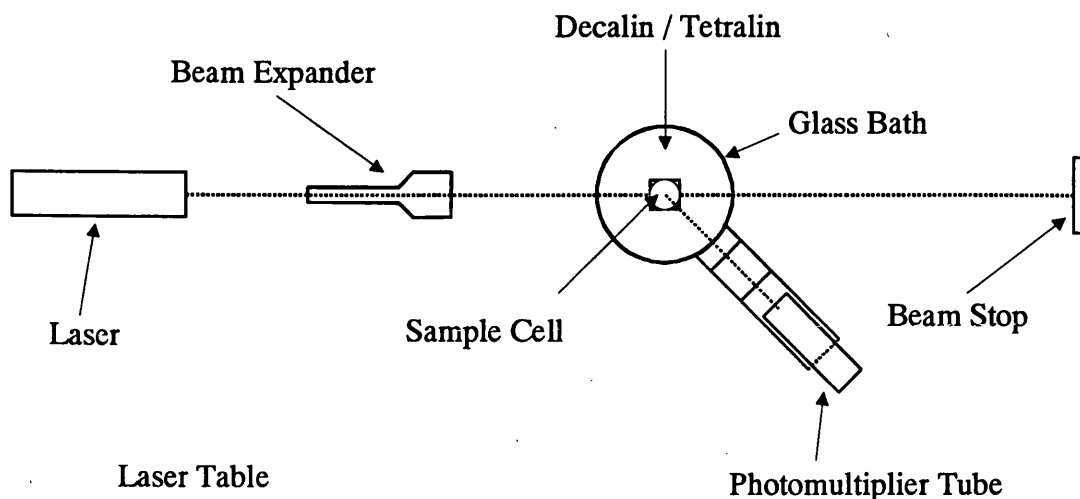 Decalin / Tetralin
Beam Expander
Glass Bath
Laser
Sample Cell
Beam Stop
Laser Table
Photomultiplier Tube